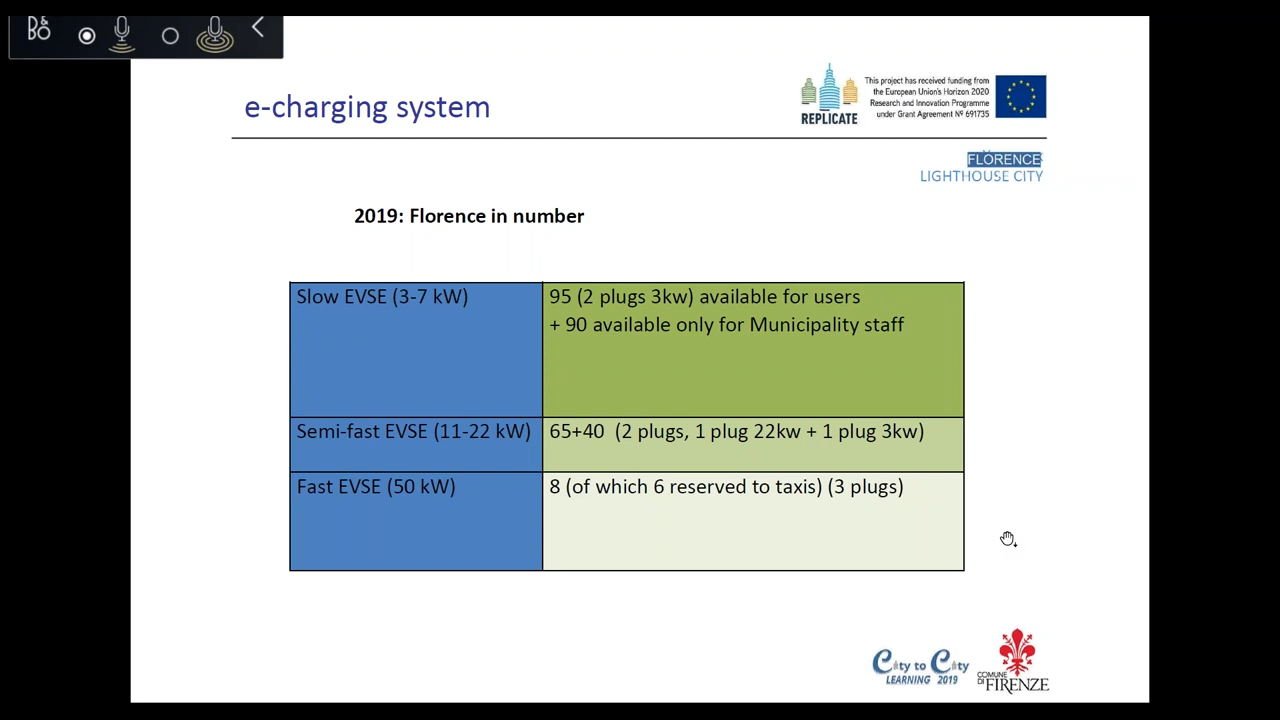 D&
BO
e-charging system
REPLICATE
This project has received funding from
the European Union's Horizon 2020
Research and Innovation Programme
under Grant Agreement Nº 691735
FLORENCE
LIGHTHOUSE CITY
2019: Florence in number
Slow EVSE (3-7 kW)
95 (2 plugs 3kw) available for users
+ 90 available only for Municipality staff
Semi-fast EVSE (11-22 kW)
65+40 (2 plugs, 1 plug 22kw + 1 plug 3kw)
Fast EVSE (50 kW)
8 (of which 6 reserved to taxis) (3 plugs)
City to City
LEARNING 2019
COMUNE
DI FIRENZE